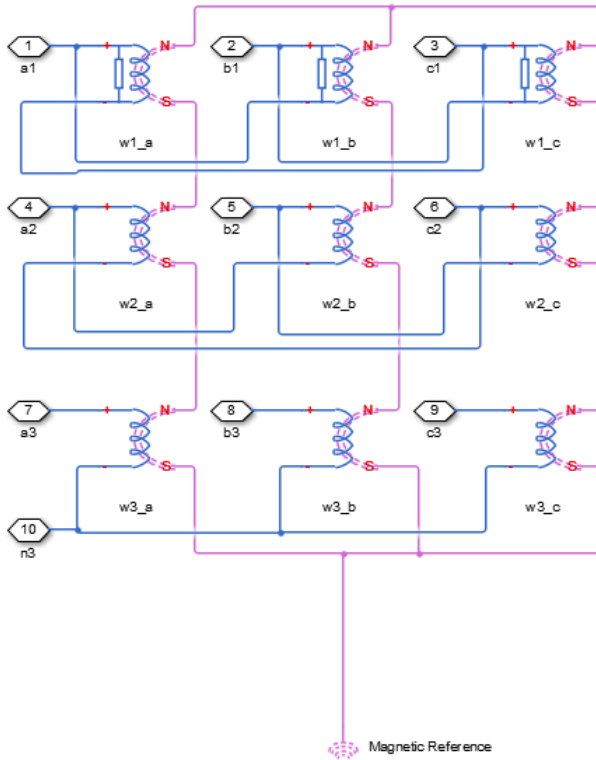 1 + N 2 + N 3 + N
a1 b1 c1
- S - S - S
w1_a w1_b w1_c
4 + N 5 + N 6 + N
a2 b2 c2
- S - S - S
w2_a w2_b w2_c
7 + N 8 + N 9 + N
a3 b3 c3
- S - S - S
w3_a w3_b w3_c
10
n3
Magnetic Reference